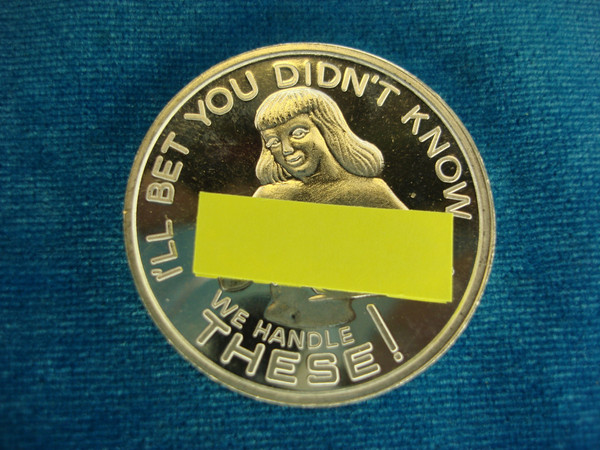 I'LL BET YOU DIDN'T KNOW
WE HANDLE
THESE!